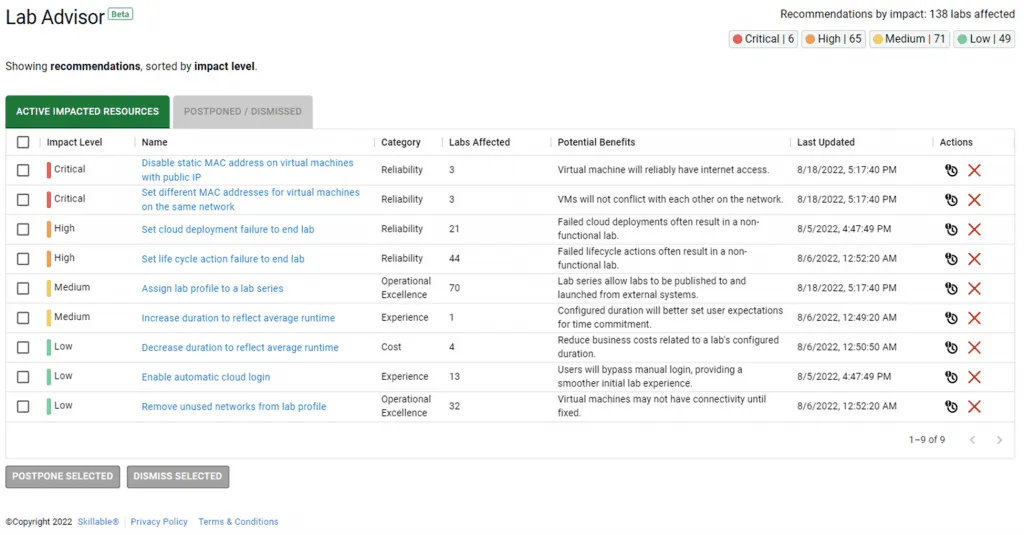 Lab Advisor Beta
Recommendations by impact: 138 labs affected
Critical | 6 High | 65 Medium | 71 Low | 49
Showing recommendations, sorted by impact level.
ACTIVE IMPACTED RESOURCES POSTPONED / DISMISSED
Impact Level Name Category Labs Affected Potential Benefits Last Updated Actions
Critical Disable static MAC address on virtual machines Reliability 3 Virtual machine will reliably have internet access. 8/18/2022, 5:17:40 PM
with public IP
Critical Set different MAC addresses for virtual machines Reliability 3 VMs will not conflict with each other on the network. 8/18/2022, 5:17:40 PM
on the same network
High Set cloud deployment failure to end lab Reliability 21 Failed cloud deployments often result in a non- 8/5/2022, 4:47:49 PM
functional lab.
High Set life cycle action failure to end lab Reliability 44 Failed lifecycle actions often result in a non- 8/6/2022, 12:52:20 AM
functional lab.
Medium Assign lab profile to a lab series Operational 70 Lab series allow labs to be published to and 8/18/2022, 5:17:40 PM
Excellence launched from external systems.
Medium Increase duration to reflect average runtime Experience 1 Configured duration will better set user expectations 8/6/2022, 12:49:20 AM
for time commitment.
Low Decrease duration to reflect average runtime Cost 4 Reduce business costs related to a lab's configured 8/6/2022, 12:50:50 AM
duration.
Low Enable automatic cloud login Experience 13 Users will bypass manual login, providing a 8/5/2022, 4:47:49 PM
smoother initial lab experience.
Low Remove unused networks from lab profile Operational 32 Virtual machines may not have connectivity until 8/6/2022, 12:52:20 AM
Excellence fixed.
1–9 of 9
POSTPONE SELECTED DISMISS SELECTED
©Copyright 2022 Skillable® Privacy Policy Terms & Conditions